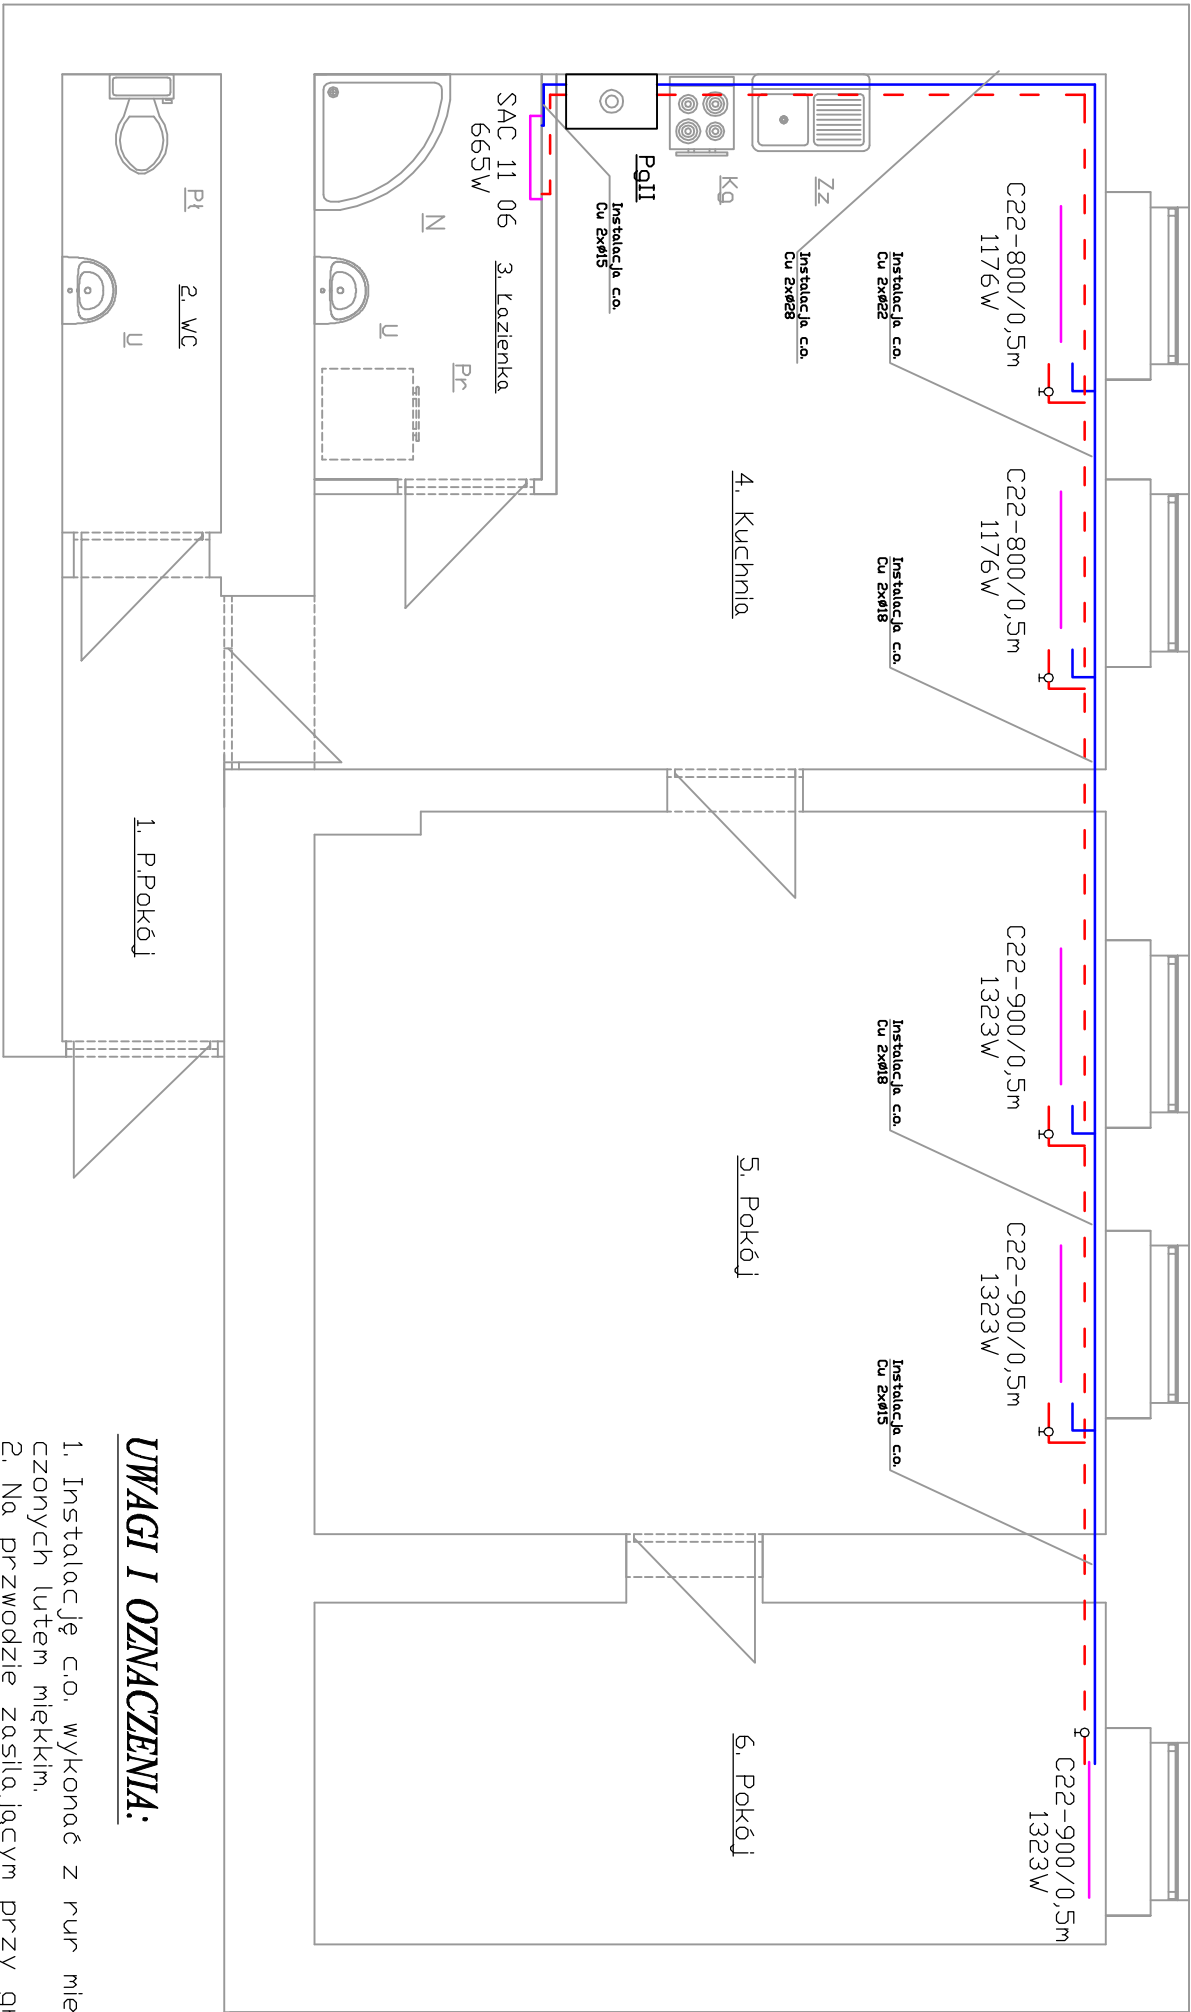 C22-800/0,5m
1176W
C22-800/0,5m
1176W
C22-900/0,5m
1323W
C22-900/0,5m
1323W
C22-900/0,5m
1323W
Instalacja c.o.
Cu 2xø22
Instalacja c.o.
Cu 2xø18
Instalacja c.o.
Cu 2xø18
Instalacja c.o.
Cu 2xø15
Zz
Instalacja c.o.
Cu 2xø28
Kg
PgII
Instalacja c.o.
Cu 2xø15
4. Kuchnia
5. Pokój
6. Pokój
SAC 11 06
665W
3. Łazienka
N
U
Pr
Pł
2. WC
U
1. P.Pokój
UWAGI I OZNACZENIA:
1. Instalację c.o. wykonać z rur
czonych lutem miękkim.
2. Na przwodzie zasilającym przy